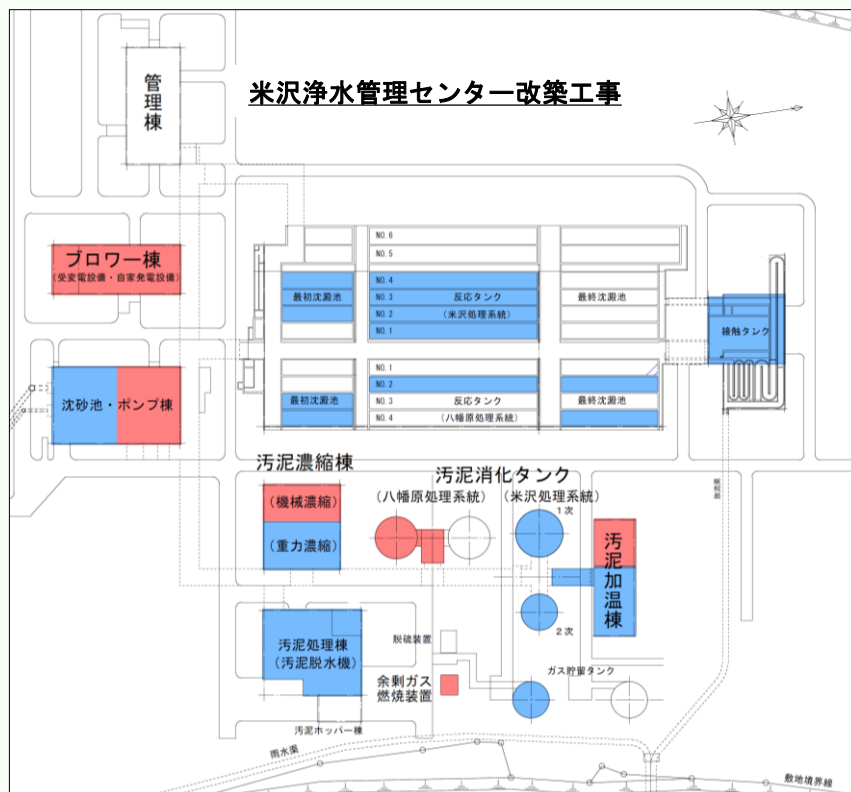 米沢浄水管理センター改築工事
管理棟
ブロワー棟
(受変電設備・自家発電設備)
沈砂池・ポンプ棟
NO.6
NO.5
NO.4
最初沈澱池
NO.3 反応タンク
最終沈澱池
NO.2 (米沢処理系統)
NO.1
接触タンク
NO.1
NO.2
最初沈澱池
NO.3 反応タンク
最終沈澱池
NO.4 (八幡原処理系統)
放流渠
汚泥濃縮棟
(機械濃縮)
(重力濃縮)
汚泥消化タンク
(八幡原処理系統)
(米沢処理系統)
1次
2次
汚泥加温棟
汚泥処理棟
(汚泥脱水機)
脱硫装置
余剰ガス
燃焼装置
ガス貯留タンク
汚泥ホッパー棟
雨水渠
敷地境界線